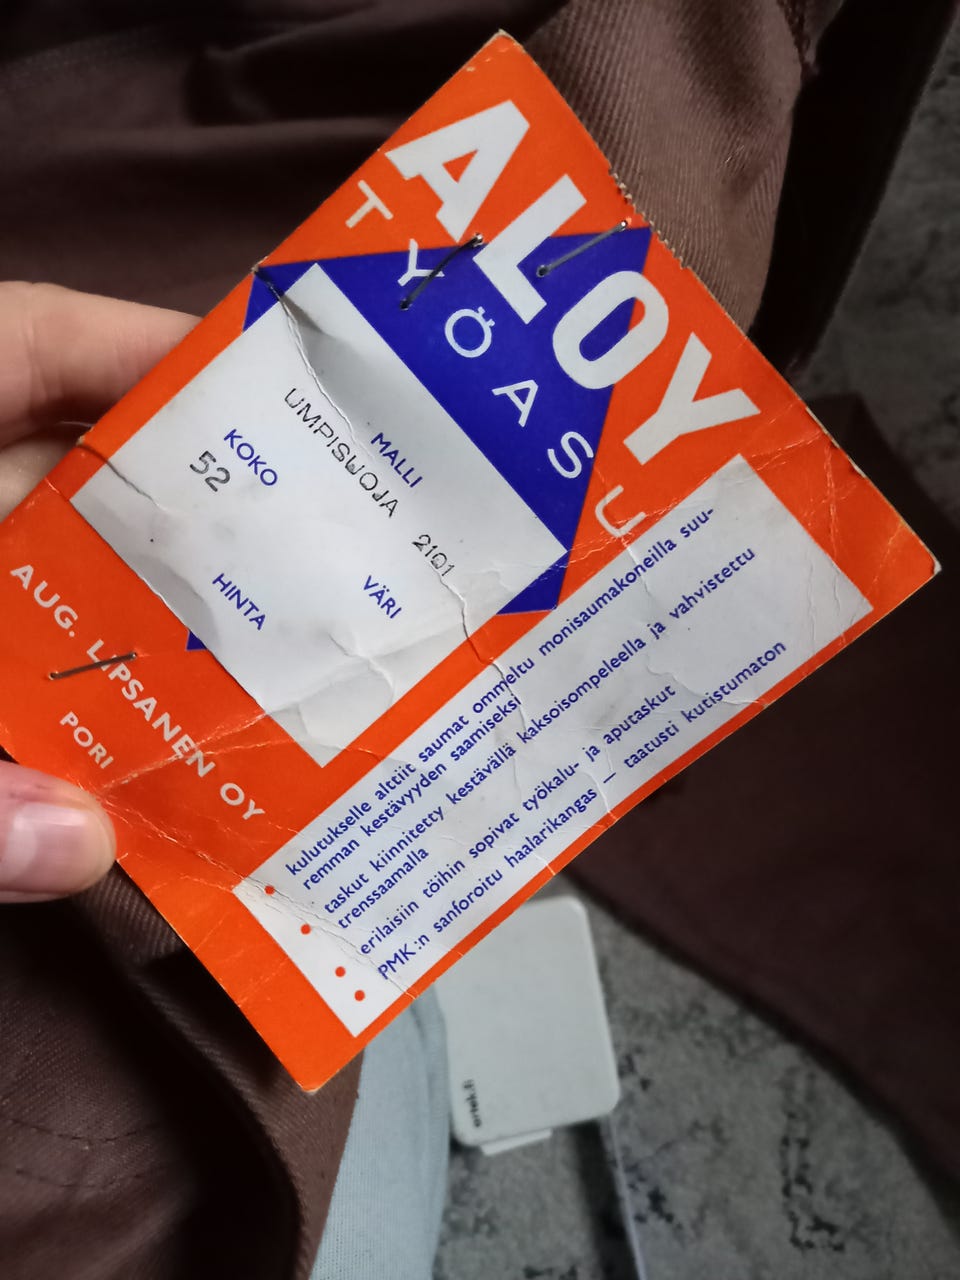 ALOY
TYÖASU
MALLI
UMPISUOJA 2101
KOKO
52
VÄRI
HINTA
AUG. LIPSANEN OY
PORI
• kulutukselle alttiit saumat ommeltu monisaumakoneilla suu-
remman kestävyyden saamiseksi
• taskut kiinnitetty kestävällä kaksoisompeleella ja vahvistettu
trenssaamalla
• erilaisiin töihin sopivat työkalu- ja aputaskut
• PMK:n sanforoitu haalarikangas — taatusti kutistumaton